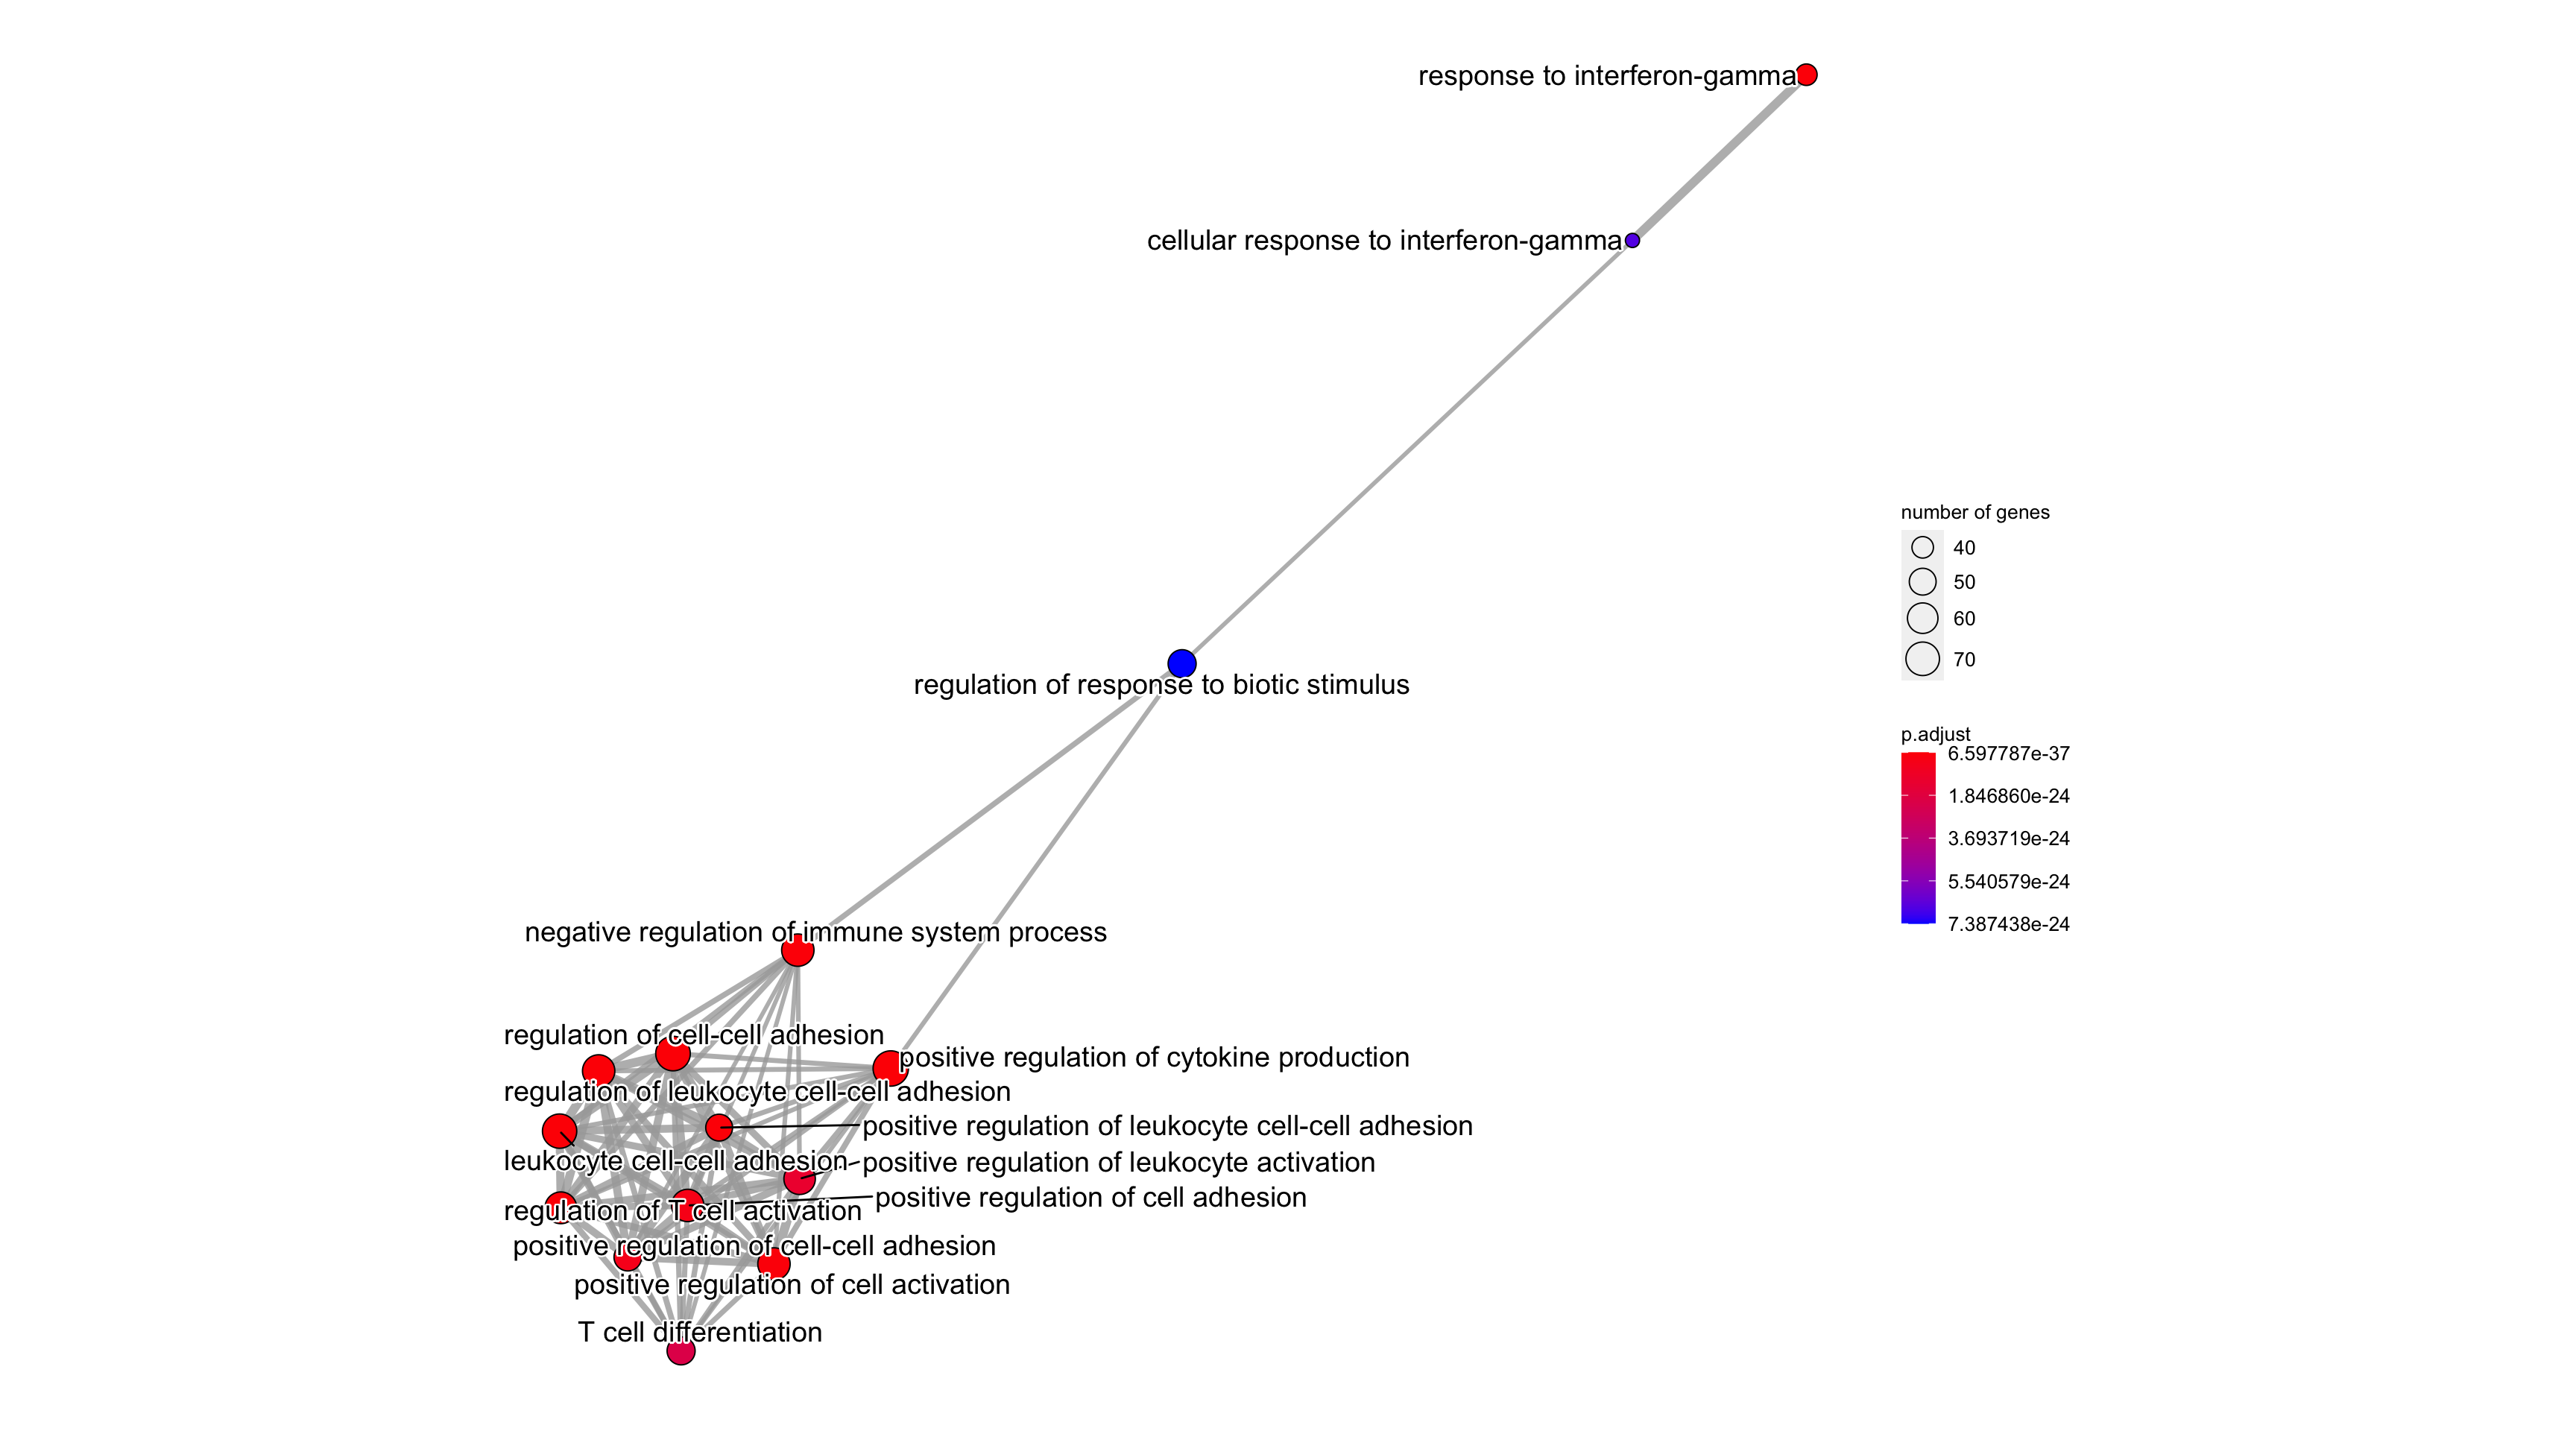 response to interferon-gamma
cellular response to interferon-gamma
number of genes
40
50
60
70
regulation of response to biotic stimulus
p.adjust
6.597787e-37
1.846860e-24
3.693719e-24
5.540579e-24
7.387438e-24
negative regulation of immune system process
regulation of cell-cell adhesion
positive regulation of cytokine production
regulation of leukocyte cell-cell adhesion
positive regulation of leukocyte cell-cell adhesion
leukocyte cell-cell adhesion
positive regulation of leukocyte activation
positive regulation of cell adhesion
regulation of T cell activation
positive regulation of cell-cell adhesion
positive regulation of cell activation
T cell differentiation